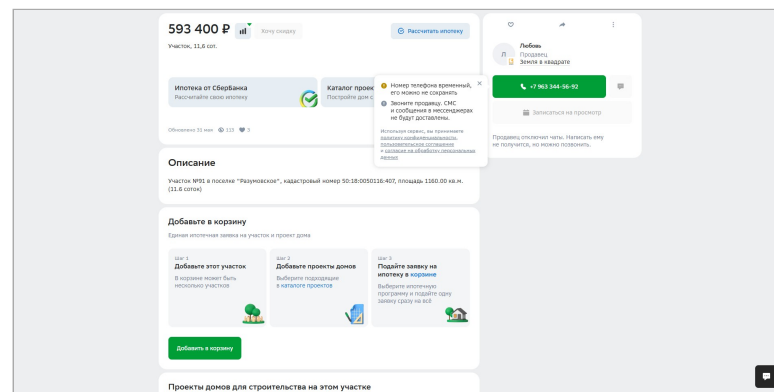 593 400 ₽
Хочу скидку
Рассчитать ипотеку
Участок, 11,6 сот.
Ипотека от СберБанка
Рассчитайте свою ипотеку
Каталог проек
Постройте дом с
Обновлено 31 мая 115 3
Номер телефона временный,
его можно не сохранять
Звоните продавцу. СМС
и сообщения в мессенджерах
не будут доставлены.
Используя сервис, вы принимаете
политику конфиденциальности,
пользовательское соглашение
и согласие на обработку персональных
данных
Л
Любовь
Продавец
Земля в квадрате
+7 963 344-56-92
Записаться на просмотр
Продавец отключил чаты. Написать ему
не получится, но можно позвонить.
Описание
Участок №91 в поселке "Разумовское", кадастровый номер 50:18:0050116:407, площадь 1160.00 кв.м.
(11.6 соток)
Добавьте в корзину
Единая ипотечная заявка на участок и проект дома
Шаг 1
Добавьте этот участок
В корзине может быть
несколько участков
Шаг 2
Добавьте проекты домов
Выберите подходящие
в каталоге проектов
Шаг 3
Подайте заявку на
ипотеку в корзине
Выберите ипотечную
программу и подайте одну
заявку сразу на всё
Добавить в корзину
Проекты домов для строительства на этом участке